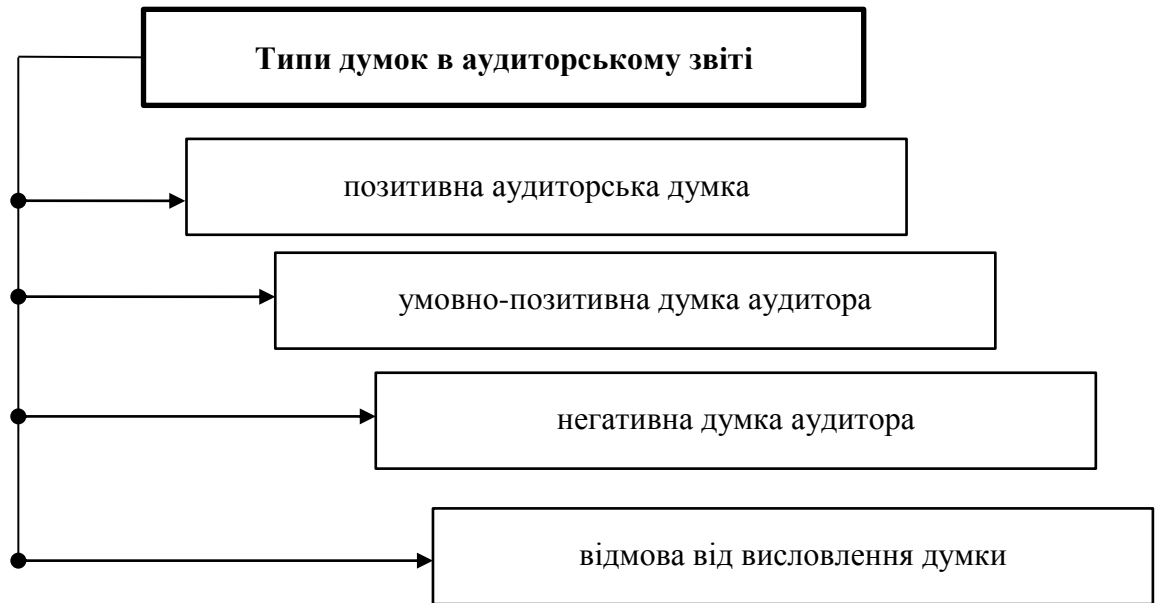 Типи думок в аудиторському звіті
позитивна аудиторська думка
умовно-позитивна думка аудитора
негативна думка аудитора
відмова від висловлення думки